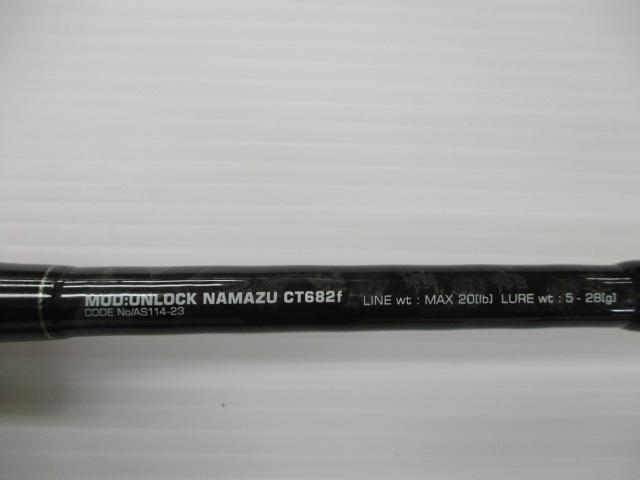 MOD:UNLOCK NAMAZU CT682f LINE wt : MAX 20[lb] LURE wt : 5 - 28[g]
CODE No/AS114-23